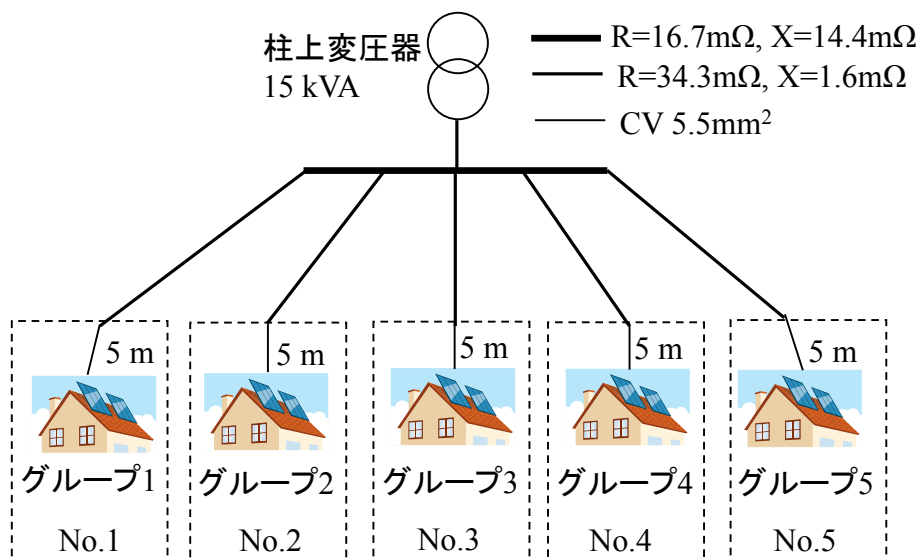 柱上変圧器
15 kVA
R=16.7mΩ, X=14.4mΩ
R=34.3mΩ, X=1.6mΩ
CV 5.5mm²
5 m
5 m
5 m
5 m
5 m
グループ1
グループ2
グループ3
グループ4
グループ5
No.1
No.2
No.3
No.4
No.5